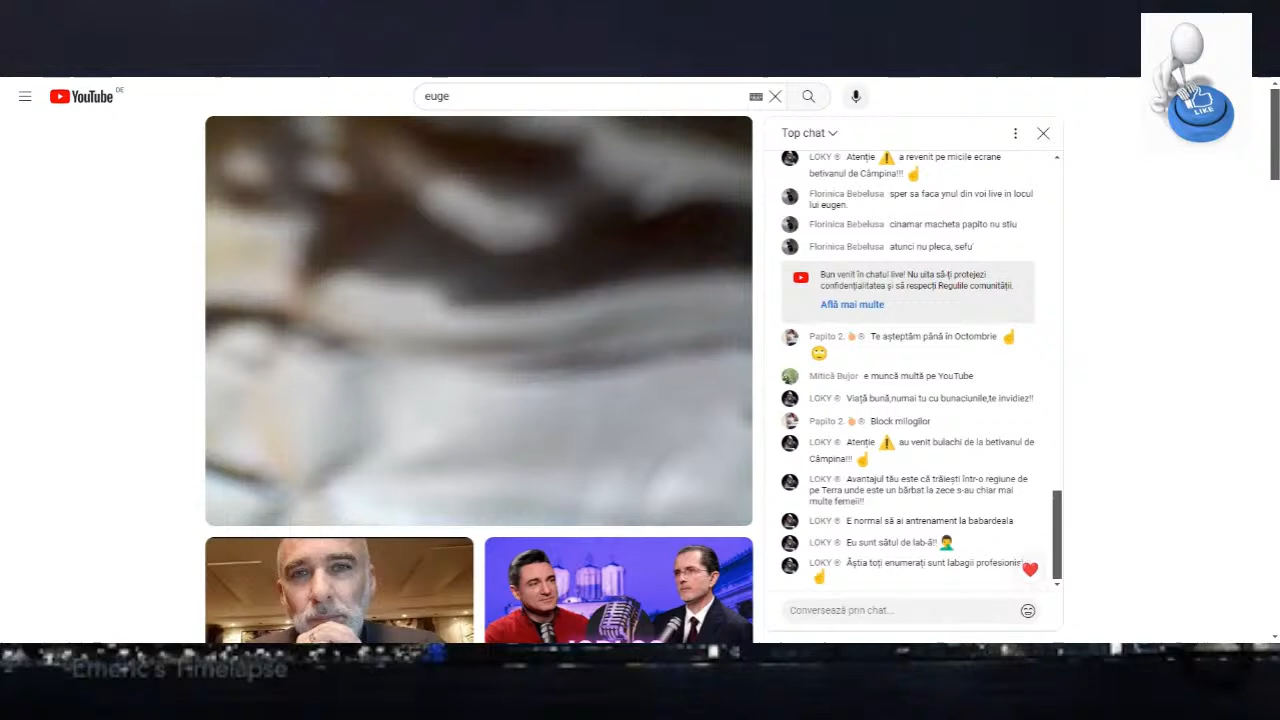 YouTube DE
euge
LIKE
Top chat
LOKY ® Atenție ⚠️ a revenit pe micile ecrane
betivanul de Câmpina!!! ☝
Florinica Bebelusa sper sa faca ynul din voi live in locul
lui eugen.
Florinica Bebelusa cinamar macheta papito nu stiu
Florinica Bebelusa atunci nu pleca, sefu'
Bun venit în chatul live! Nu uita să-ți protejezi
confidențialitatea și să respecți Regulile comunității.
Află mai multe
Papito 2. ® Te așteptăm până în Octombrie ☝
🙄
Mitică Bujor e muncă multă pe YouTube
LOKY ® Viață bună,numai tu cu bunaciunile,te invidiez!!
Papito 2. ® Block milogilor
LOKY ® Atenție ⚠️ au venit bulachi de la betivanul de
Câmpina!!! ☝
LOKY ® Avantajul tău este că trăiești într-o regiune de
pe Terra unde este un bărbat la zece s-au chiar mai
multe femeii!!
LOKY ® E normal să ai antrenament la babardeala
LOKY ® Eu sunt sătul de lab-ă!! 🤦‍♂️
LOKY ® Ăștia toți enumerați sunt labagii profesioniști
☝
Conversează prin chat...
Emeric's Timelapse